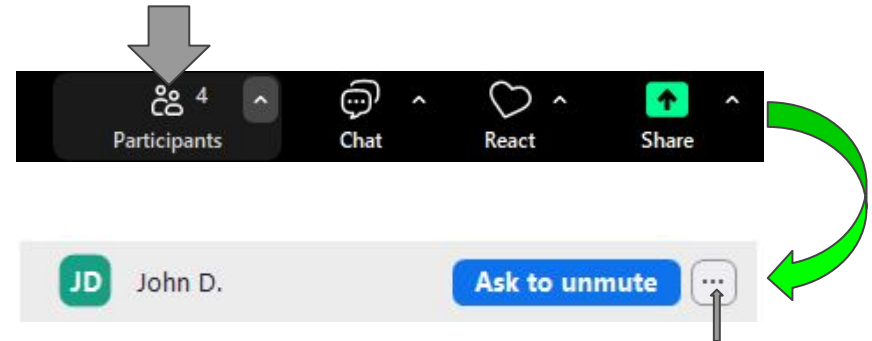 4
Participants
Chat
React
Share
JD John D. Ask to unmute ...